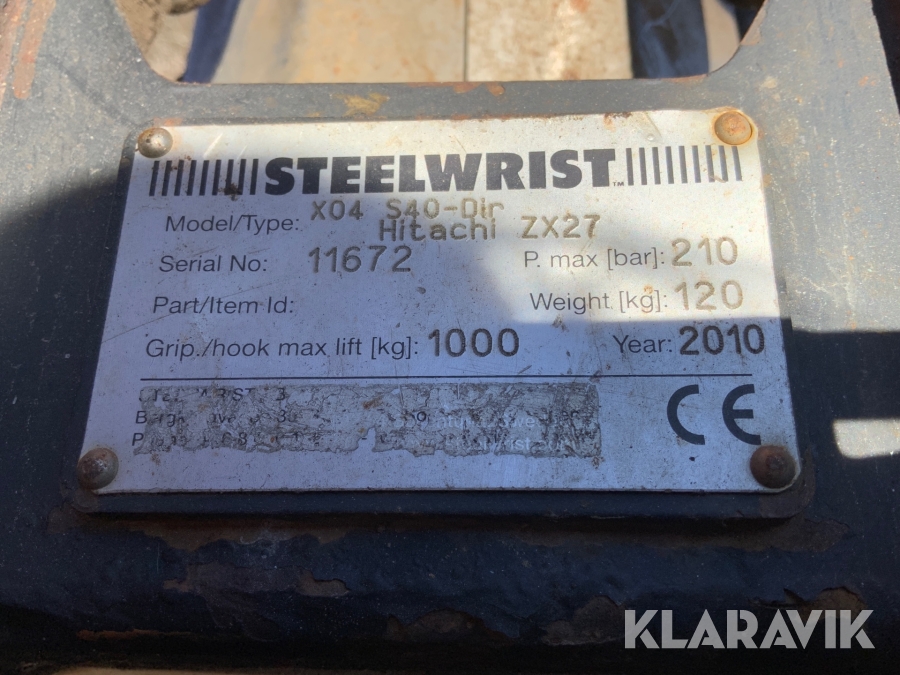 STEELWRIST™
Model/Type: X04 S40-Dir
Hitachi ZX27
Serial No: 11672 P. max [bar]: 210
Part/Item Id: Weight [kg]: 120
Grip./hook max lift [kg]: 1000 Year: 2010
CE
KLARAVIK